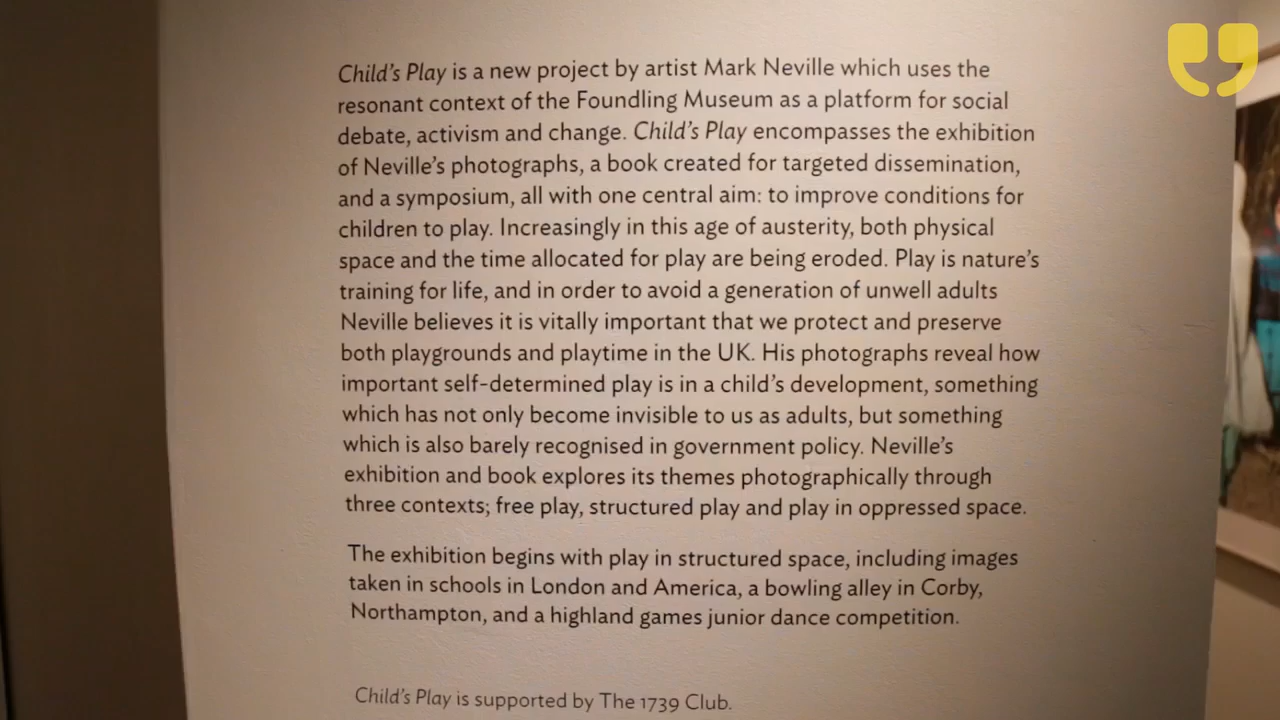 Child's Play is a new project by artist Mark Neville which uses the
resonant context of the Foundling Museum as a platform for social
debate, activism and change. Child's Play encompasses the exhibition
of Neville's photographs, a book created for targeted dissemination,
and a symposium, all with one central aim: to improve conditions for
children to play. Increasingly in this age of austerity, both physical
space and the time allocated for play are being eroded. Play is nature's
training for life, and in order to avoid a generation of unwell adults
Neville believes it is vitally important that we protect and preserve
both playgrounds and playtime in the UK. His photographs reveal how
important self-determined play is in a child's development, something
which has not only become invisible to us as adults, but something
which is also barely recognised in government policy. Neville's
exhibition and book explores its themes photographically through
three contexts; free play, structured play and play in oppressed space.
The exhibition begins with play in structured space, including images
taken in schools in London and America, a bowling alley in Corby,
Northampton, and a highland games junior dance competition.
Child's Play is supported by The 1739 Club.